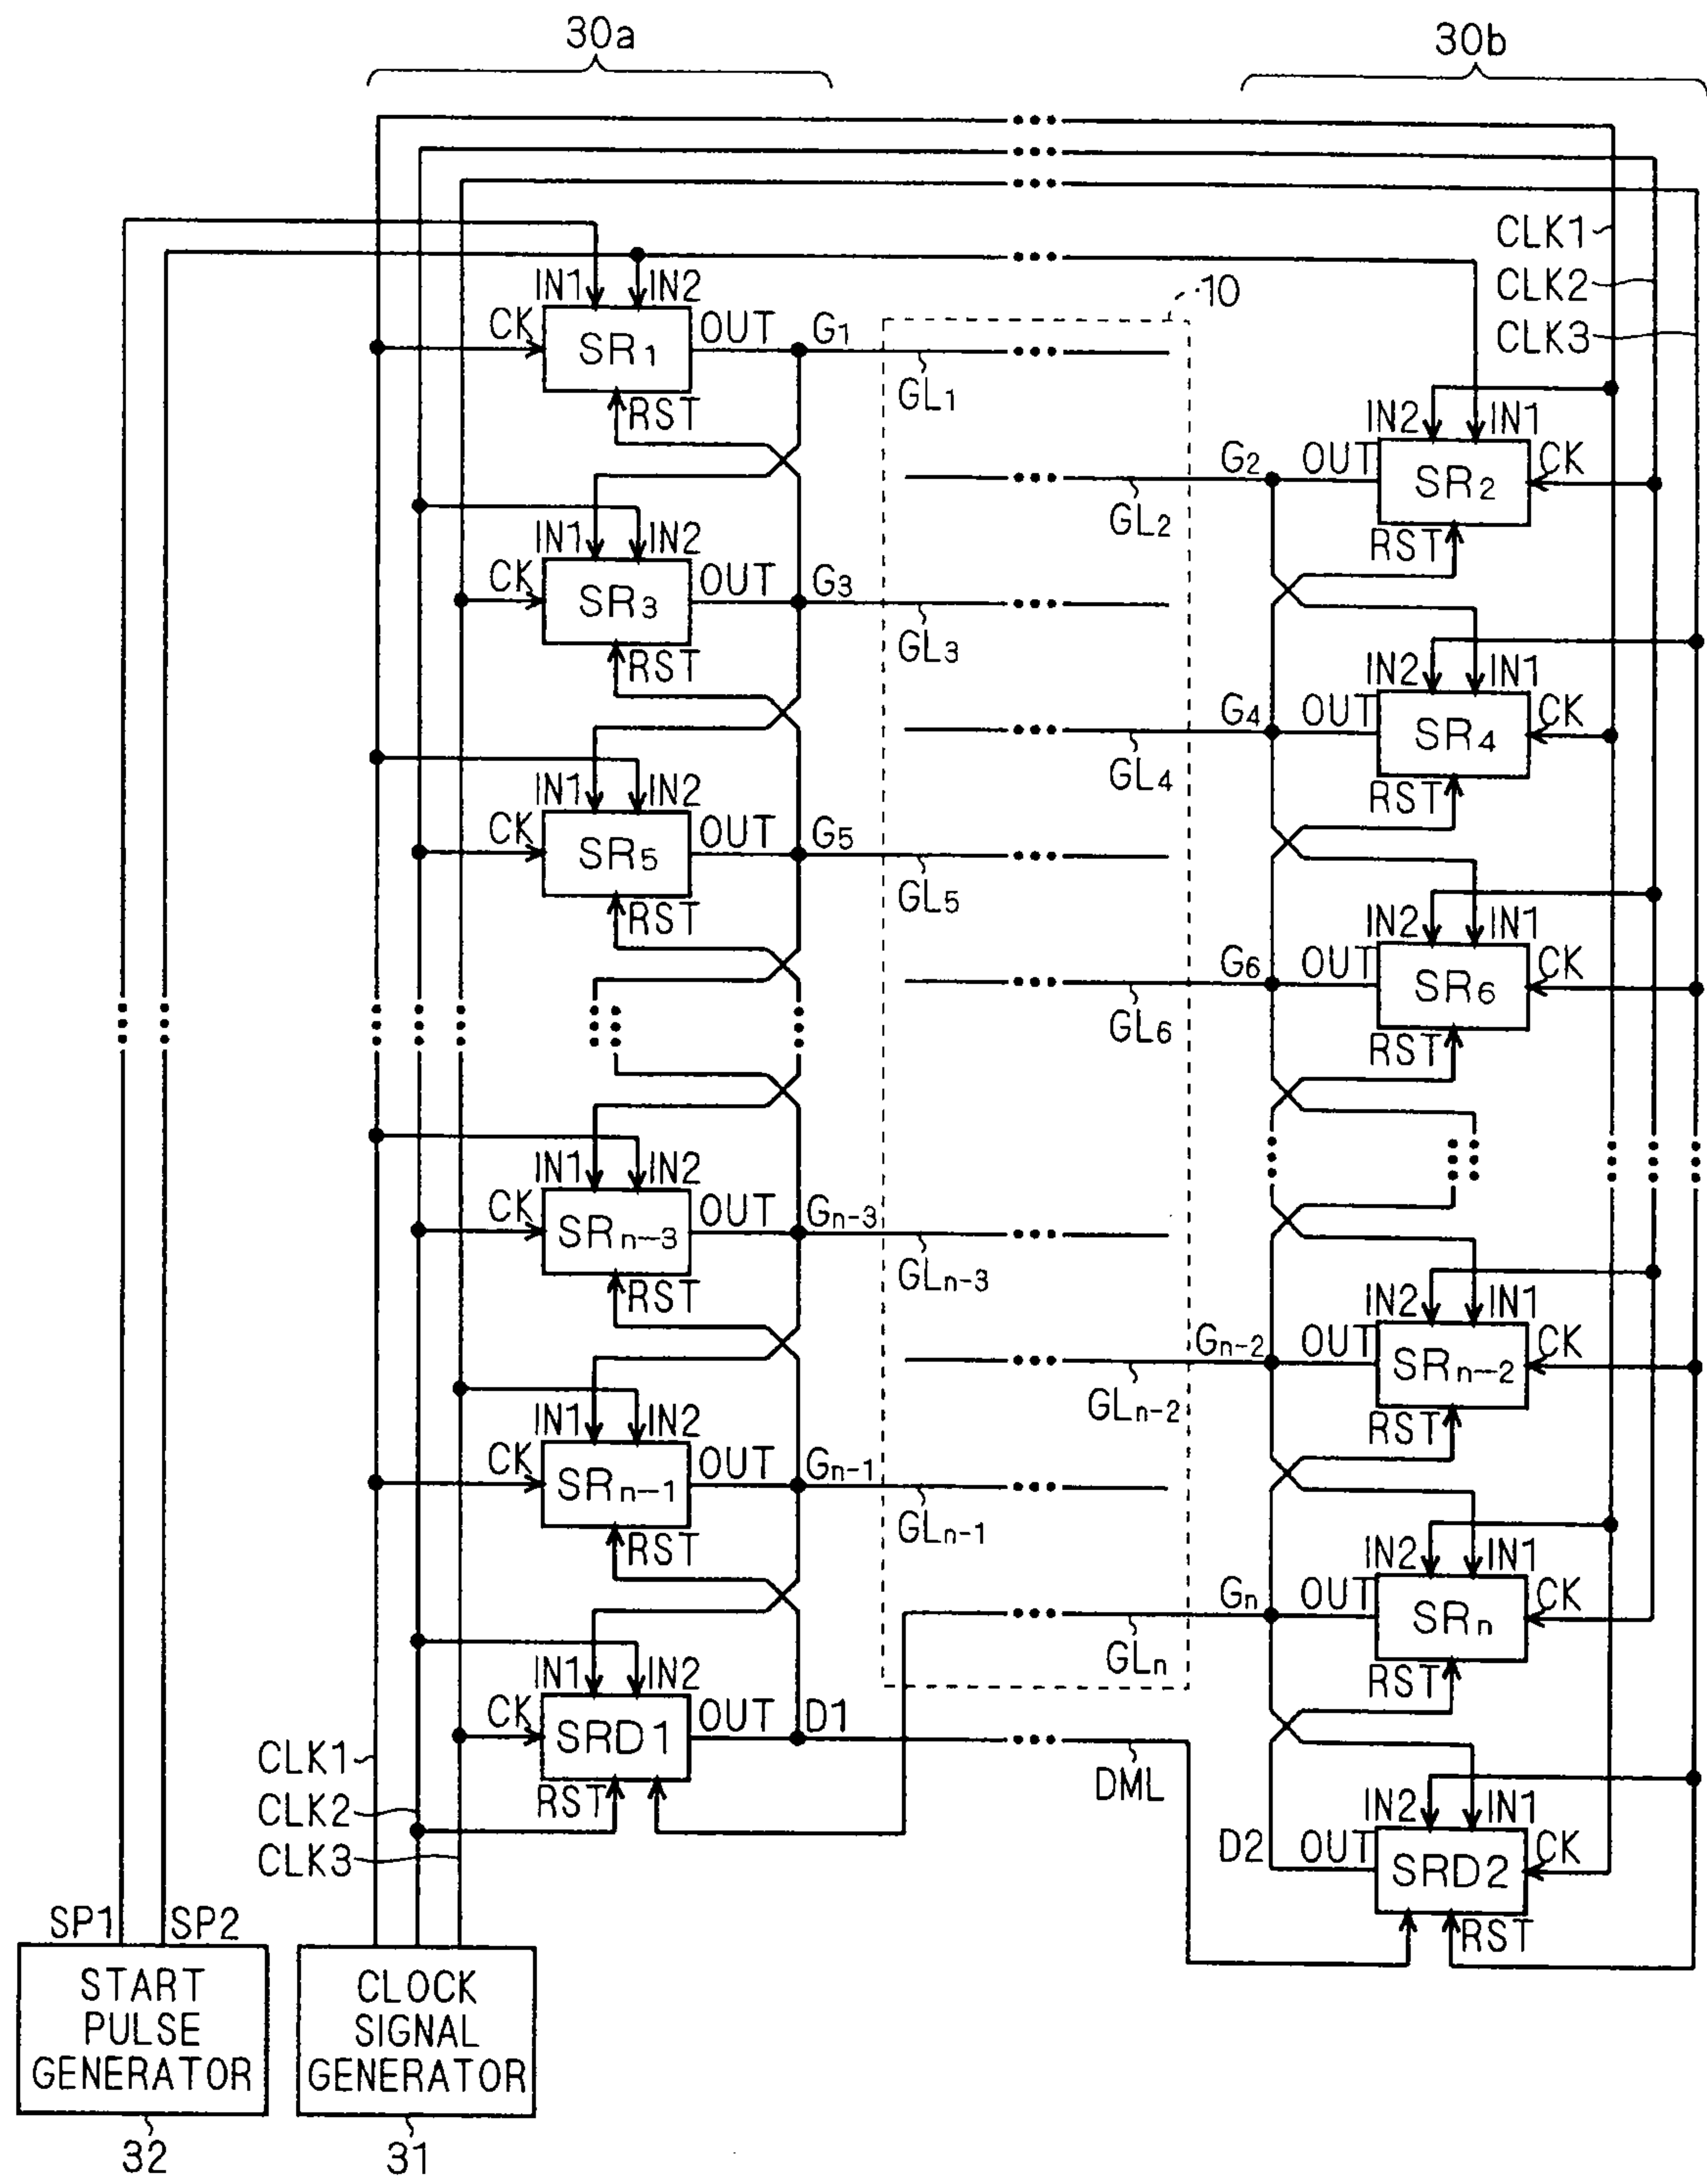 30a
30b
CLK1
CLK2
CLK3
10
IN1 IN2
CK SR1 OUT G1
RST
GL1
IN2 IN1
G2 OUT SR2 CK
GL2
RST
IN1 IN2
CK SR3 OUT G3
RST
GL3
IN2 IN1
G4 OUT SR4 CK
GL4
RST
IN1 IN2
CK SR5 OUT G5
RST
GL5
IN2 IN1
G6 OUT SR6 CK
GL6
RST
IN1 IN2
CK SRn-3 OUT Gn-3
RST
GLn-3
IN2 IN1
Gn-2 OUT SRn-2 CK
GLn-2
RST
IN1 IN2
CK SRn-1 OUT Gn-1
RST
GLn-1
IN2 IN1
Gn OUT SRn CK
GLn
RST
IN1 IN2
CK SRD1 OUT D1
RST
DML
IN2 IN1
D2 OUT SRD2 CK
RST
CLK1
CLK2
CLK3
SP1 SP2
START
PULSE
GENERATOR
32
CLOCK
SIGNAL
GENERATOR
31